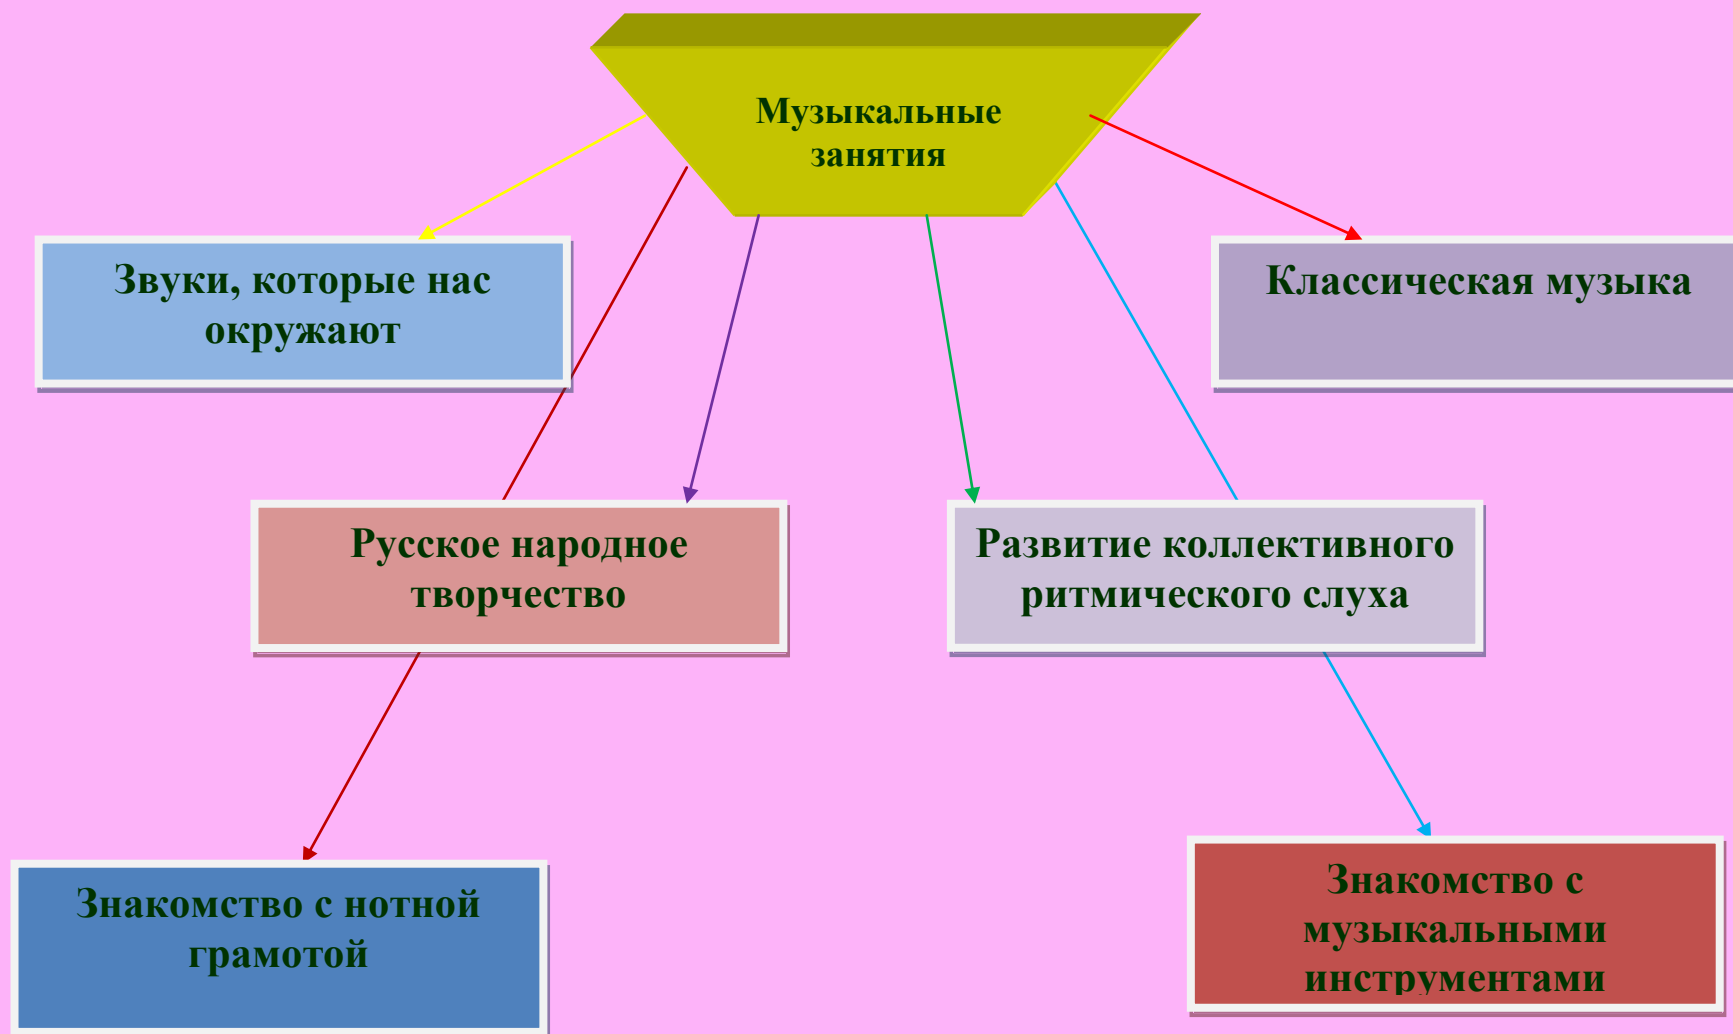 Музыкальные
занятия
Звуки, которые нас
окружают
Классическая музыка
Русское народное
творчество
Развитие коллективного
ритмического слуха
Знакомство с нотной
грамотой
Знакомство с
музыкальными
инструментами